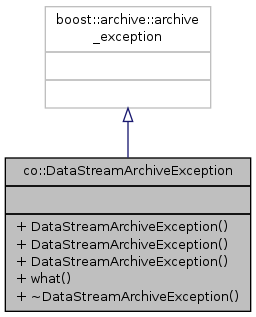 boost::archive::archive
_exception
co::DataStreamArchiveException
+ DataStreamArchiveException()
+ DataStreamArchiveException()
+ DataStreamArchiveException()
+ what()
+ ~DataStreamArchiveException()